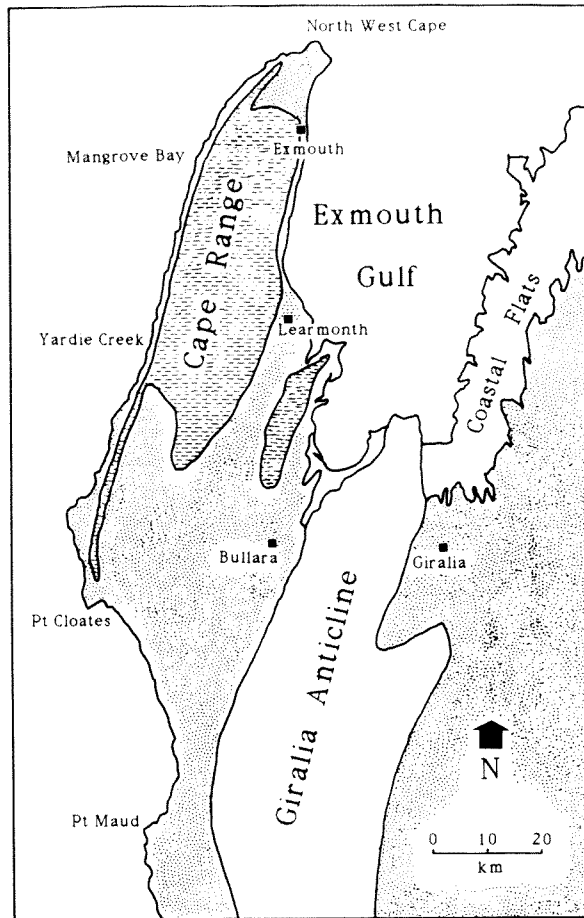 North West Cape
Exmouth
Mangrove Bay
Cape Range
Exmouth
Gulf
Coastal Flats
Yardie Creek
Learmonth
Bullara
Giralia
Pt Cloates
Giralia Anticline
N
Pt Maud
0 10 20
km